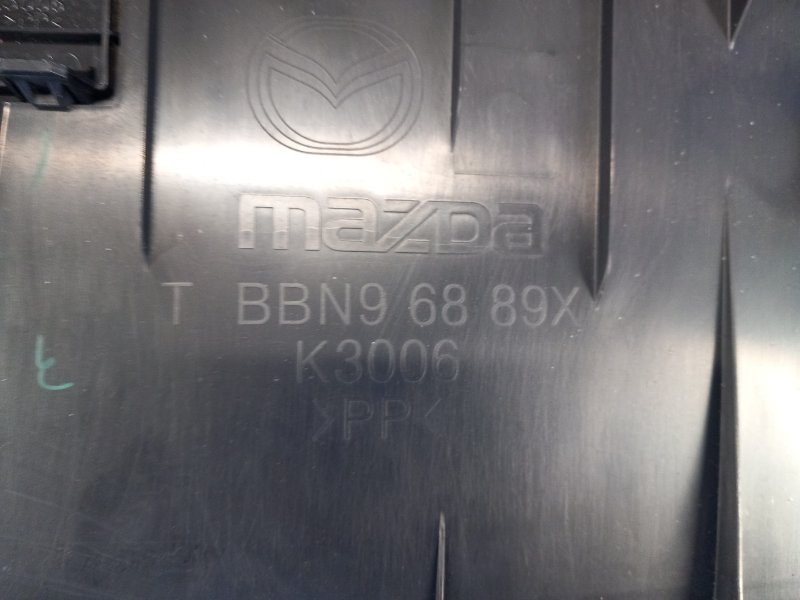 mazda
T BBN9 68 89X
K3006
>PP<